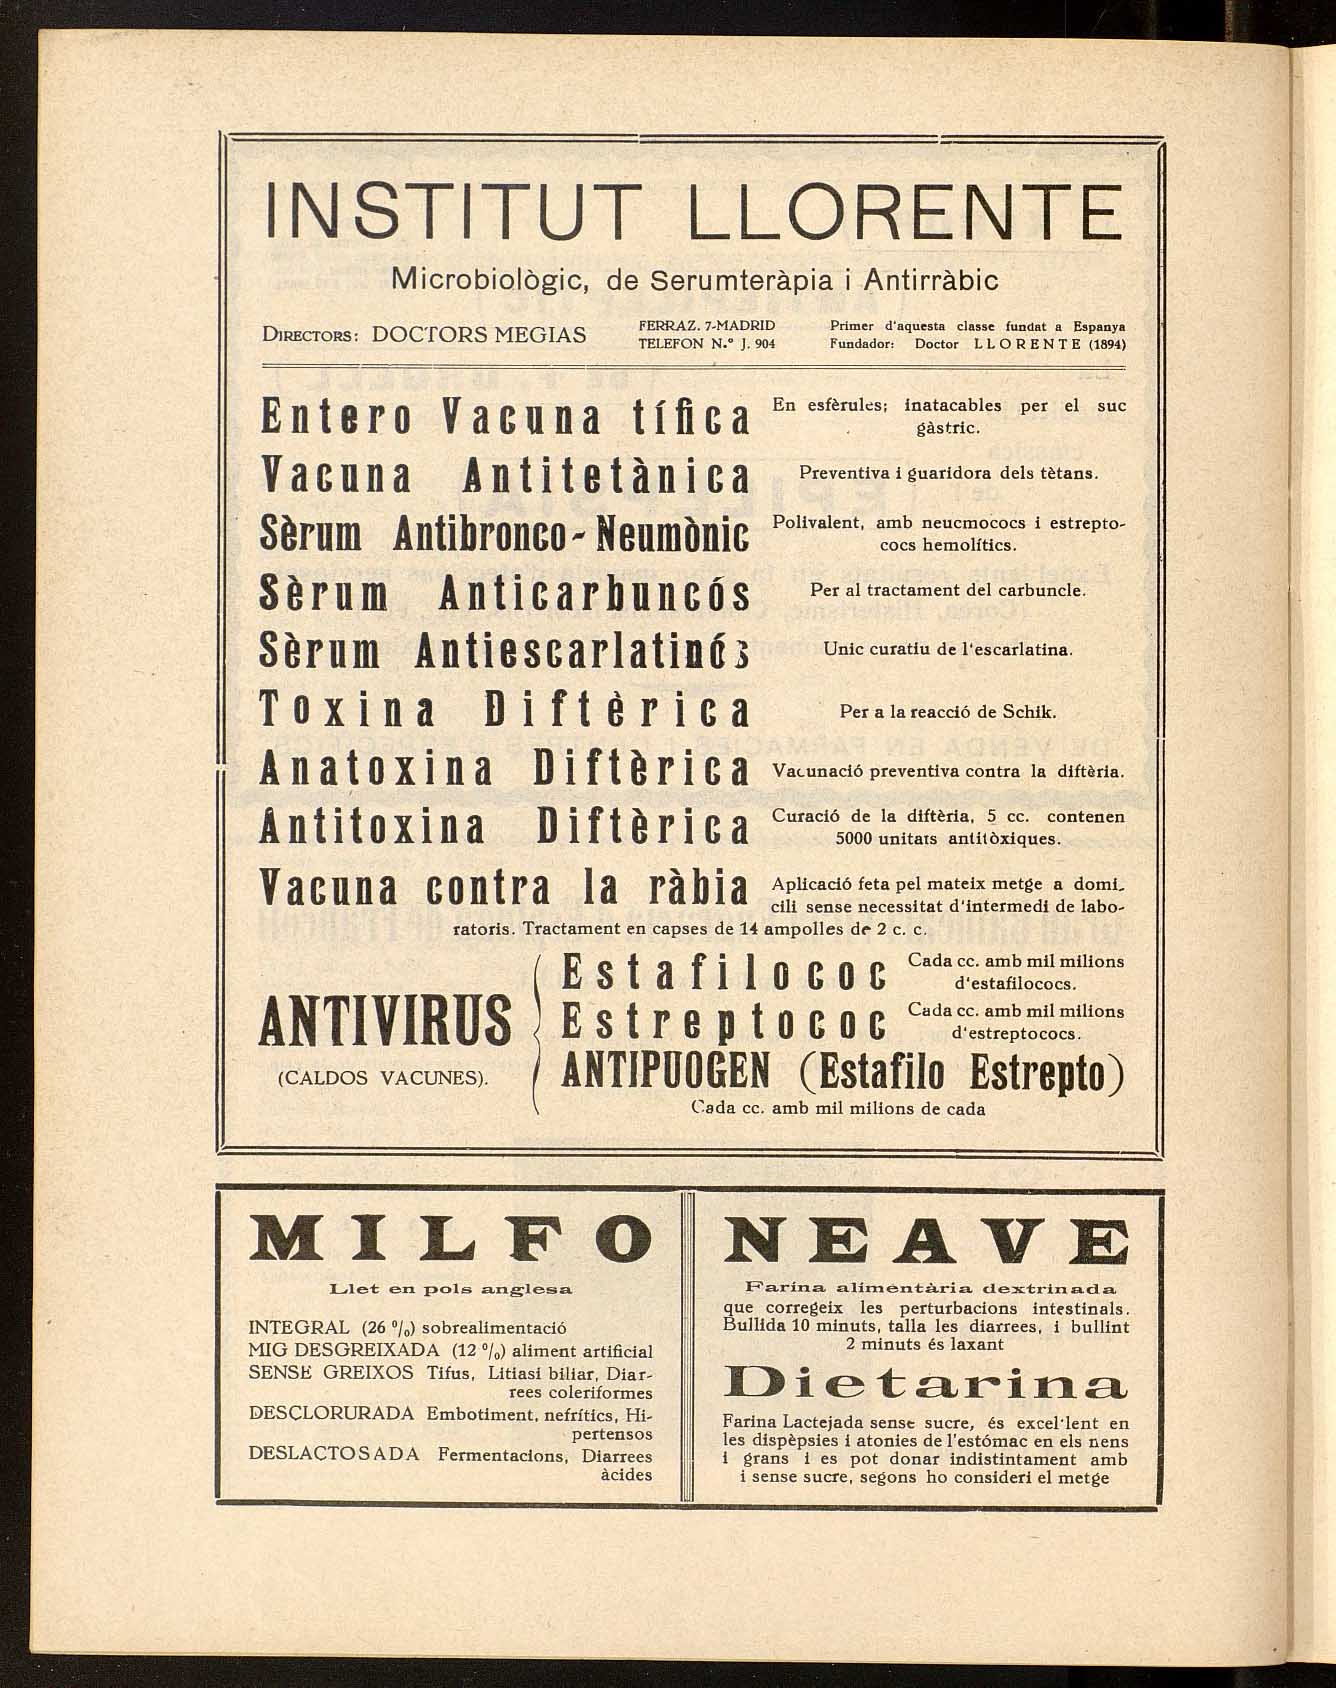 INSTITUT LLORENTE
Microbiològic, de Serumteràpia i Antirràbic
DIRECTORS: DOCTORS MEGIAS
FERRAZ. 7-MADRID
TELEFON N.º J. 904
Primer d'aquesta classe fundat a Espanya
Fundador: Doctor LLORENTE (1894)
Entero Vacuna tífica
En esfèrules; inatacables per el suc
gàstric.
Vacuna Antitetànica
Preventiva i guaridora dels tètans.
Sèrum Antibronco-Neumònic
Polivalent, amb neucmococs i estrepto-
cocs hemolítics.
Sèrum Anticarbuncós
Per al tractament del carbuncle.
Sèrum Antiescarlatinós
Unic curatiu de l'escarlatina.
Toxina Diftèrica
Per a la reacció de Schik.
Anatoxina Diftèrica
Vacunació preventiva contra la diftèria.
Antitoxina Diftèrica
Curació de la diftèria, 5 cc. contenen
5000 unitats antitòxiques.
Vacuna contra la ràbia
Aplicació feta pel mateix metge a domi-
cili sense necessitat d'intermedi de labo-
ratoris. Tractament en capses de 14 ampolles de 2 c. c.
ANTIVIRUS
(CALDOS VACUNES).
Estafilococ
Cada cc. amb mil milions
d'estafilococs.
Estreptococ
Cada cc. amb mil milions
d'estreptococs.
ANTIPUOGEN (Estafilo Estrepto)
Cada cc. amb mil milions de cada
MILFO
Llet en pols anglesa
INTEGRAL (26 %) sobrealimentació
MIG DESGREIXADA (12 %) aliment artificial
SENSE GREIXOS Tifus, Litiasi biliar, Diar-
rees coleriformes
DESCLORURADA Embotiment, nefrítics, Hi-
pertensos
DESLACTOSADA Fermentacions, Diarrees
àcides
NEAVE
Farina alimentària dextrinada
que corregeix les perturbacions intestinals.
Bullida 10 minuts, talla les diarrees, i bullint
2 minuts és laxant
Dietarina
Farina Lactejada sense sucre, és excel·lent en
les dispèpsies i atonies de l'estómac en els nens
i grans i es pot donar indistintament amb
i sense sucre, segons ho consideri el metge